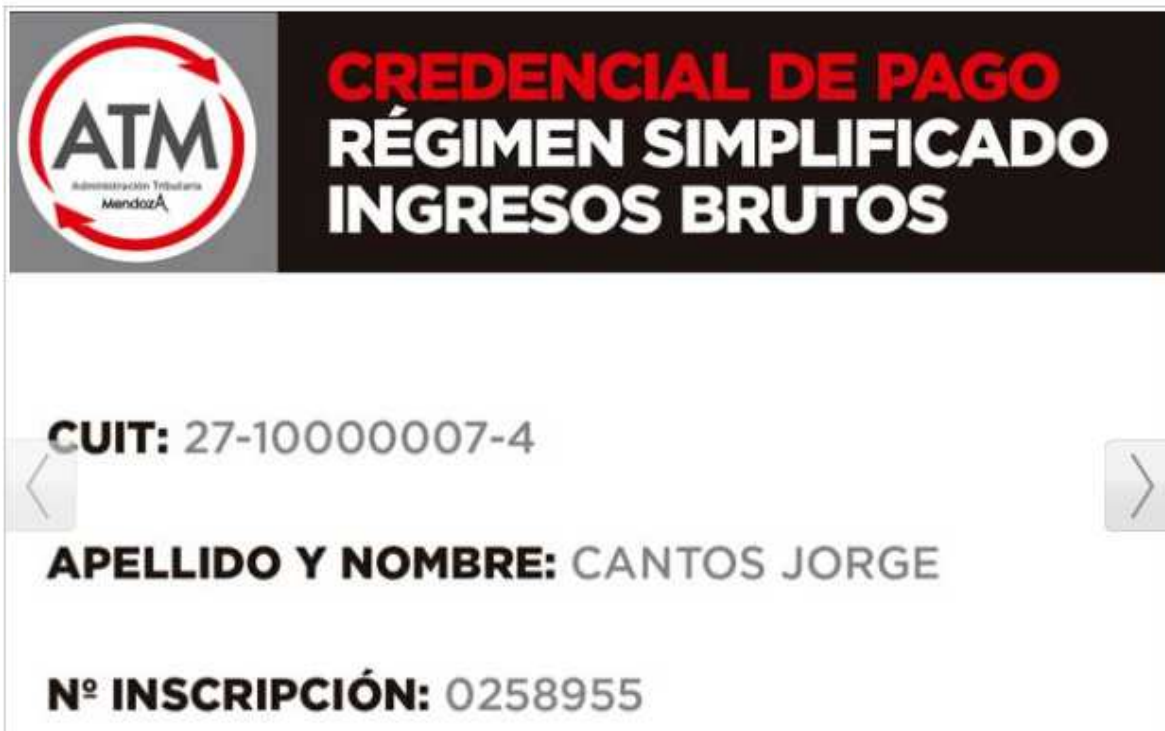 ATM
Administración Tributaria
MendozA
CREDENCIAL DE PAGO
RÉGIMEN SIMPLIFICADO
INGRESOS BRUTOS
CUIT: 27-10000007-4
APELLIDO Y NOMBRE: CANTOS JORGE
Nº INSCRIPCIÓN: 0258955